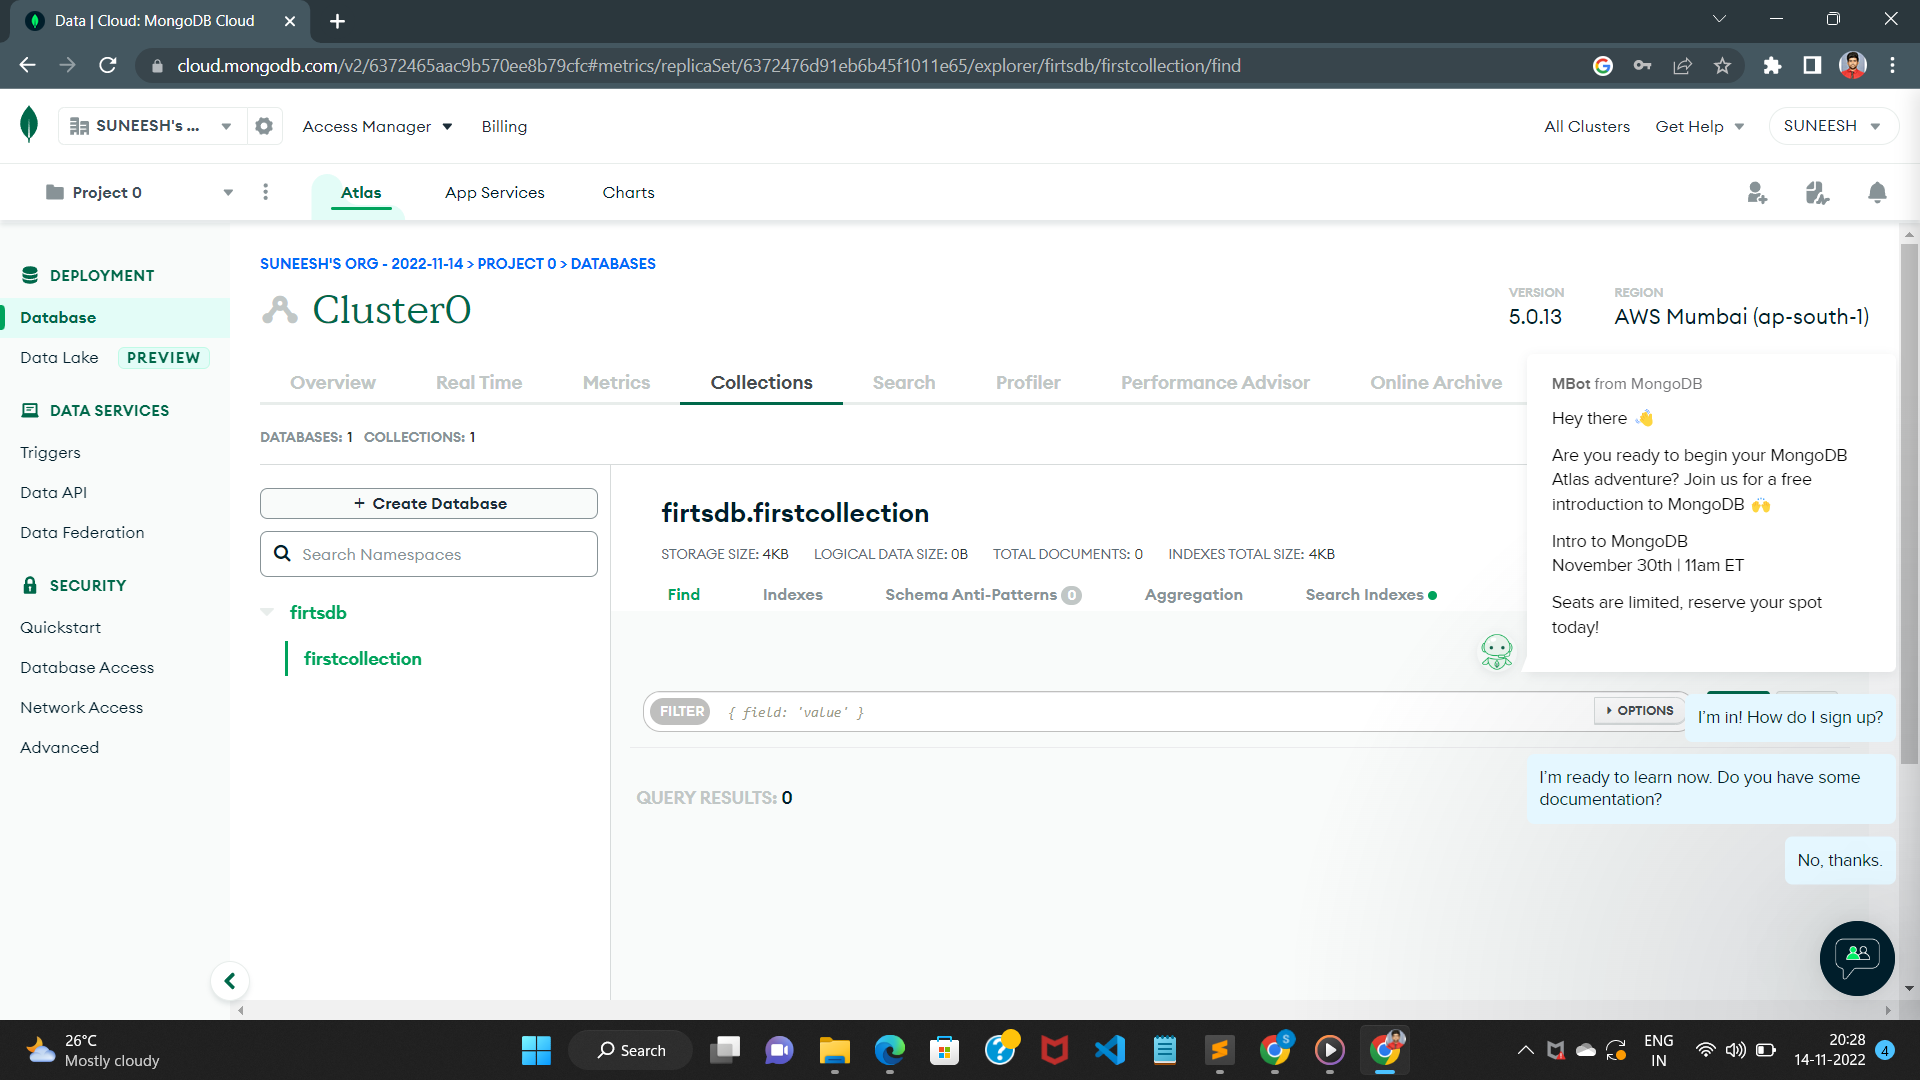 Data | Cloud: MongoDB Cloud
cloud.mongodb.com/v2/6372465aac9b570ee8b79cfc#metrics/replicaSet/6372476d91eb6b45f1011e65/explorer/firtsdb/firstcollection/find
SUNEESH's ...
Access Manager
Billing
All Clusters
Get Help
SUNEESH
Project 0
Atlas
App Services
Charts
DEPLOYMENT
Database
Data Lake PREVIEW
DATA SERVICES
Triggers
Data API
Data Federation
SECURITY
Quickstart
Database Access
Network Access
Advanced
SUNEESH'S ORG - 2022-11-14 > PROJECT 0 > DATABASES
Cluster0
VERSION
5.0.13
REGION
AWS Mumbai (ap-south-1)
Overview
Real Time
Metrics
Collections
Search
Profiler
Performance Advisor
Online Archive
DATABASES: 1 COLLECTIONS: 1
+ Create Database
Search Namespaces
firtsdb
firstcollection
firtsdb.firstcollection
STORAGE SIZE: 4KB LOGICAL DATA SIZE: 0B TOTAL DOCUMENTS: 0 INDEXES TOTAL SIZE: 4KB
Find
Indexes
Schema Anti-Patterns 0
Aggregation
Search Indexes
FILTER { field: 'value' }
OPTIONS
QUERY RESULTS: 0
MBot from MongoDB
Hey there 👋
Are you ready to begin your MongoDB
Atlas adventure? Join us for a free
introduction to MongoDB 🙌
Intro to MongoDB
November 30th | 11am ET
Seats are limited, reserve your spot
today!
I'm in! How do I sign up?
I'm ready to learn now. Do you have some
documentation?
No, thanks.
26°C
Mostly cloudy
Search
S
ENG
IN
20:28
14-11-2022
4